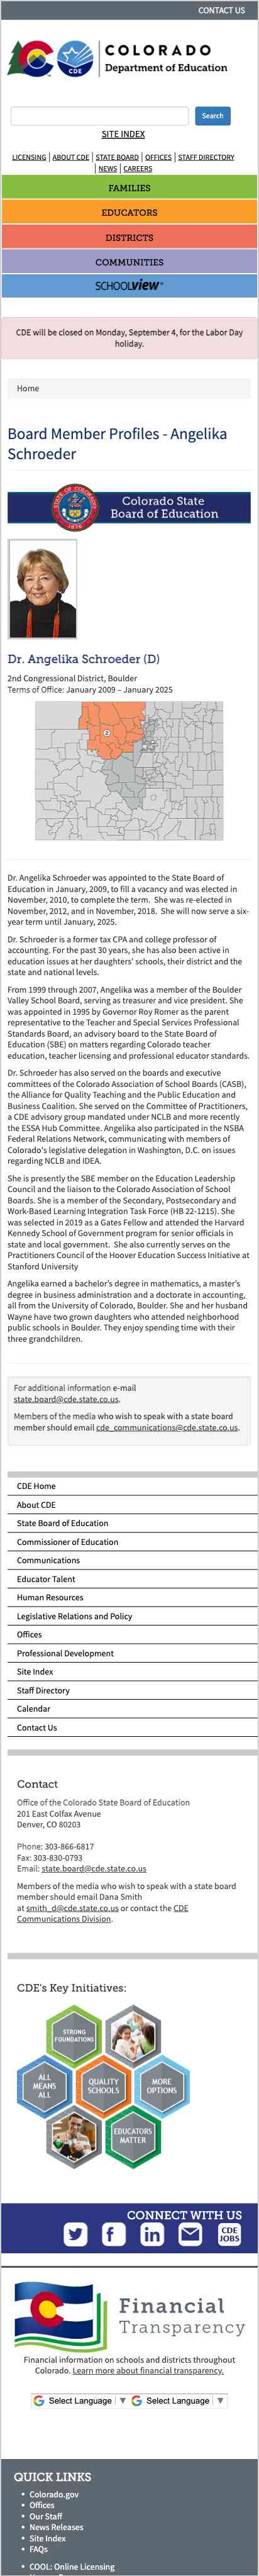 CONTACT US
COLORADO
CDE
Department of Education
Search
SITE INDEX
LICENSING | ABOUT CDE | STATE BOARD | OFFICES | STAFF DIRECTORY
| NEWS | CAREERS
FAMILIES
EDUCATORS
DISTRICTS
COMMUNITIES
SCHOOLVIEW®
CDE will be closed on Monday, September 4, for the Labor Day
holiday.
Home
Board Member Profiles - Angelika
Schroeder
Colorado State
Board of Education
Dr. Angelika Schroeder (D)
2nd Congressional District, Boulder
Terms of Office: January 2009 – January 2025
2
Dr. Angelika Schroeder was appointed to the State Board of
Education in January, 2009, to fill a vacancy and was elected in
November, 2010, to complete the term. She was re-elected in
November, 2012, and in November, 2018. She will now serve a six-
year term until January, 2025.
Dr. Schroeder is a former tax CPA and college professor of
accounting. For the past 30 years, she has also been active in
education issues at her daughters' schools, their district and the
state and national levels.
From 1999 through 2007, Angelika was a member of the Boulder
Valley School Board, serving as treasurer and vice president. She
was appointed in 1995 by Governor Roy Romer as the parent
representative to the Teacher and Special Services Professional
Standards Board, an advisory board to the State Board of
Education (SBE) on matters regarding Colorado teacher
education, teacher licensing and professional educator standards.
Dr. Schroeder has also served on the boards and executive
committees of the Colorado Association of School Boards (CASB),
the Alliance for Quality Teaching and the Public Education and
Business Coalition. She served on the Committee of Practitioners,
a CDE advisory group mandated under NCLB and more recently
the ESSA Hub Committee. Angelika also participated in the NSBA
Federal Relations Network, communicating with members of
Colorado's legislative delegation in Washington, D.C. on issues
regarding NCLB and IDEA.
She is presently the SBE member on the Education Leadership
Council and the liaison to the Colorado Association of School
Boards. She is a member of the Secondary, Postsecondary and
Work-Based Learning Integration Task Force (HB 22-1215). She
was selected in 2019 as a Gates Fellow and attended the Harvard
Kennedy School of Government program for senior officials in
state and local government. She also currently serves on the
Practitioners Council of the Hoover Education Success Initiative at
Stanford University
Angelika earned a bachelor's degree in mathematics, a master's
degree in business administration and a doctorate in accounting,
all from the University of Colorado, Boulder. She and her husband
Wayne have two grown daughters who attended neighborhood
public schools in Boulder. They enjoy spending time with their
three grandchildren.
For additional information e-mail
state.board@cde.state.co.us.
Members of the media who wish to speak with a state board
member should email cde_communications@cde.state.co.us.
CDE Home
About CDE
State Board of Education
Commissioner of Education
Communications
Educator Talent
Human Resources
Legislative Relations and Policy
Offices
Professional Development
Site Index
Staff Directory
Calendar
Contact Us
Contact
Office of the Colorado State Board of Education
201 East Colfax Avenue
Denver, CO 80203
Phone: 303-866-6817
Fax: 303-830-0793
Email: state.board@cde.state.co.us
Members of the media who wish to speak with a state board
member should email Dana Smith
at smith_d@cde.state.co.us or contact the CDE
Communications Division.
CDE's Key Initiatives:
STRONG
FOUNDATIONS
ALL
MEANS
ALL
QUALITY
SCHOOLS
MORE
OPTIONS
EDUCATORS
MATTER
CONNECT WITH US
CDE
JOBS
Financial
Transparency
Financial information on schools and districts throughout
Colorado. Learn more about financial transparency.
Select Language ▼ Select Language ▼
QUICK LINKS
Colorado.gov
Offices
Our Staff
News Releases
Site Index
FAQs
COOL: Online Licensing